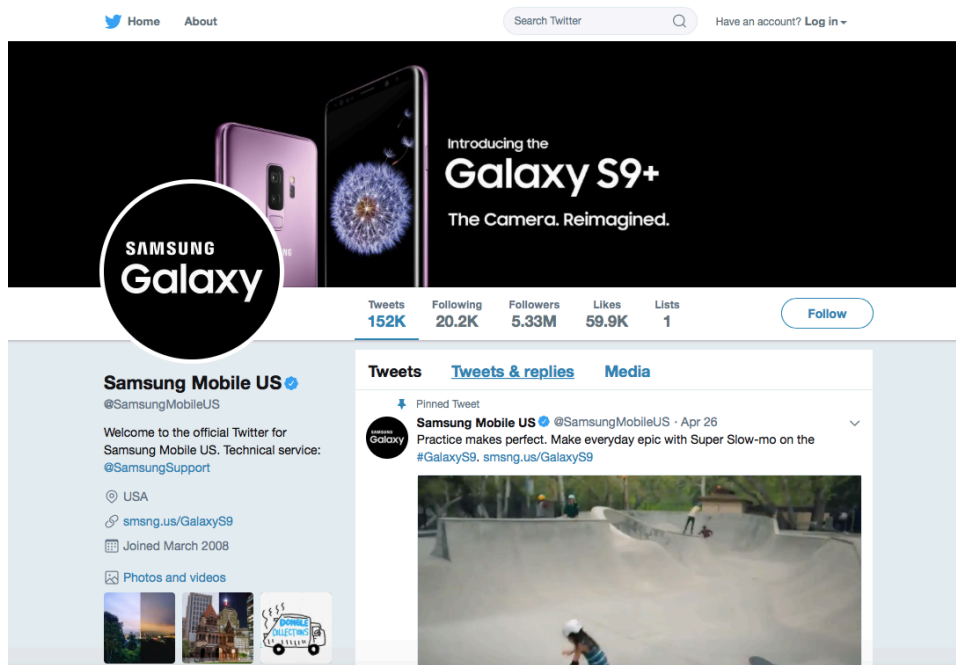 Home About Search Twitter Have an account? Log in
Introducing the
Galaxy S9+
The Camera. Reimagined.
SAMSUNG
Galaxy
Tweets Following Followers Likes Lists
152K 20.2K 5.33M 59.9K 1
Follow
Samsung Mobile US
@SamsungMobileUS
Welcome to the official Twitter for
Samsung Mobile US. Technical service:
@SamsungSupport
USA
smsng.us/GalaxyS9
Joined March 2008
Photos and videos
DONGLE
COLLECTIONS
Tweets Tweets & replies Media
Pinned Tweet
SAMSUNG
Galaxy
Samsung Mobile US @SamsungMobileUS · Apr 26
Practice makes perfect. Make everyday epic with Super Slow-mo on the
#GalaxyS9. smsng.us/GalaxyS9